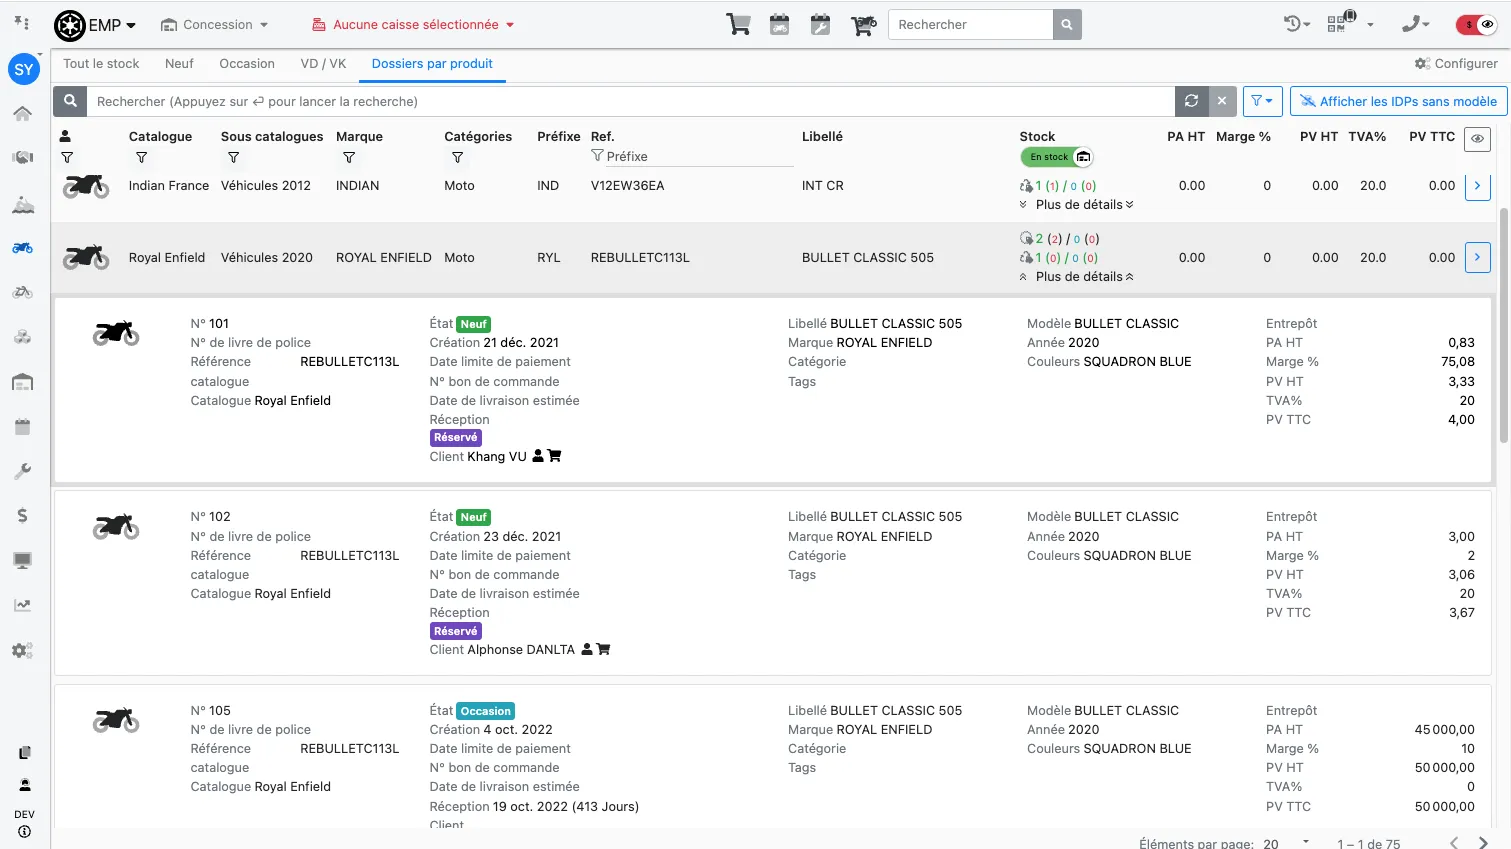 EMP
Concession
Aucune caisse sélectionnée
Rechercher
$
SY
Tout le stock
Neuf
Occasion
VD / VK
Dossiers par produit
Configurer
Rechercher (Appuyez sur ⏎ pour lancer la recherche)
Afficher les IDPs sans modèle
Catalogue Sous catalogues Marque Catégories Préfixe Ref. Libellé Stock PA HT Marge % PV HT TVA% PV TTC
Préfixe
En stock
Indian France Véhicules 2012 INDIAN Moto IND V12EW36EA INT CR 1 (1) / 0 (0) 0.00 0 0.00 20.0 0.00
Plus de détails
2 (2) / 0 (0)
Royal Enfield Véhicules 2020 ROYAL ENFIELD Moto RYL REBULLETC113L BULLET CLASSIC 505 1 (0) / 0 (0) 0.00 0 0.00 20.0 0.00
Plus de détails
N° 101
N° de livre de police
Référence catalogue REBULLETC113L
Catalogue Royal Enfield
État Neuf
Création 21 déc. 2021
Date limite de paiement
N° bon de commande
Date de livraison estimée
Réception
Réservé
Client Khang VU
Libellé BULLET CLASSIC 505
Marque ROYAL ENFIELD
Catégorie
Tags
Modèle BULLET CLASSIC
Année 2020
Couleurs SQUADRON BLUE
Entrepôt
PA HT 0,83
Marge % 75,08
PV HT 3,33
TVA% 20
PV TTC 4,00
N° 102
N° de livre de police
Référence catalogue REBULLETC113L
Catalogue Royal Enfield
État Neuf
Création 23 déc. 2021
Date limite de paiement
N° bon de commande
Date de livraison estimée
Réception
Réservé
Client Alphonse DANLTA
Libellé BULLET CLASSIC 505
Marque ROYAL ENFIELD
Catégorie
Tags
Modèle BULLET CLASSIC
Année 2020
Couleurs SQUADRON BLUE
Entrepôt
PA HT 3,00
Marge % 2
PV HT 3,06
TVA% 20
PV TTC 3,67
N° 105
N° de livre de police
Référence catalogue REBULLETC113L
Catalogue Royal Enfield
État Occasion
Création 4 oct. 2022
Date limite de paiement
N° bon de commande
Date de livraison estimée
Réception 19 oct. 2022 (413 Jours)
Client
Libellé BULLET CLASSIC 505
Marque ROYAL ENFIELD
Catégorie
Tags
Modèle BULLET CLASSIC
Année 2020
Couleurs SQUADRON BLUE
Entrepôt
PA HT 45 000,00
Marge % 10
PV HT 50 000,00
TVA% 0
PV TTC 50 000,00
DEV
Éléments par page: 20
1 – 1 de 75